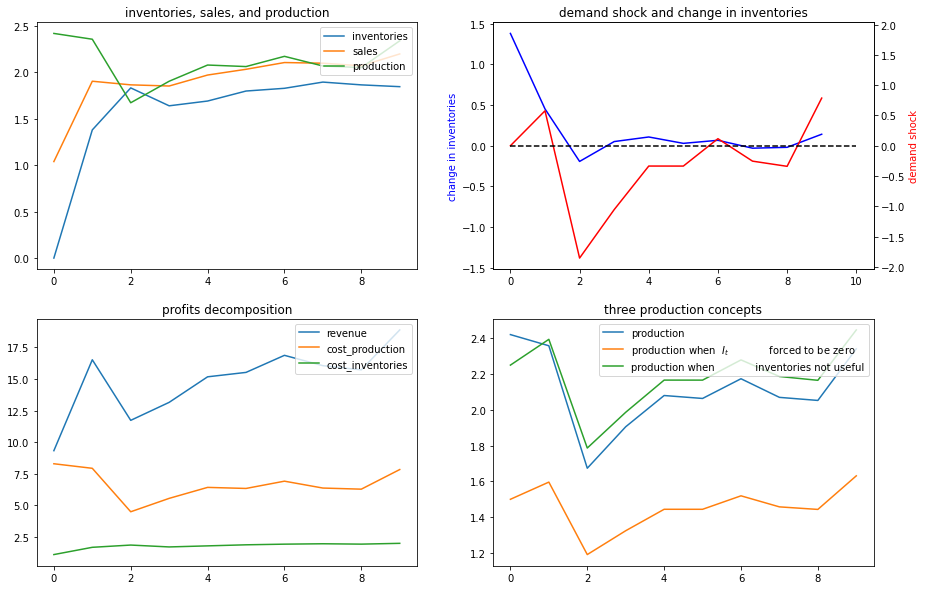 inventories, sales, and production
2.5
2.0
1.5
1.0
0.5
0.0
0 2 4 6 8
inventories
sales
production
demand shock and change in inventories
change in inventories
1.5
1.0
0.5
0.0
−0.5
−1.0
−1.5
0 2 4 6 8 10
2.0
1.5
1.0
0.5
0.0
−0.5
−1.0
−1.5
−2.0
demand shock
profits decomposition
17.5
15.0
12.5
10.0
7.5
5.0
2.5
0 2 4 6 8
revenue
cost_production
cost_inventories
three production concepts
2.4
2.2
2.0
1.8
1.6
1.4
1.2
0 2 4 6 8
production
production when I_t forced to be zero
production when inventories not useful